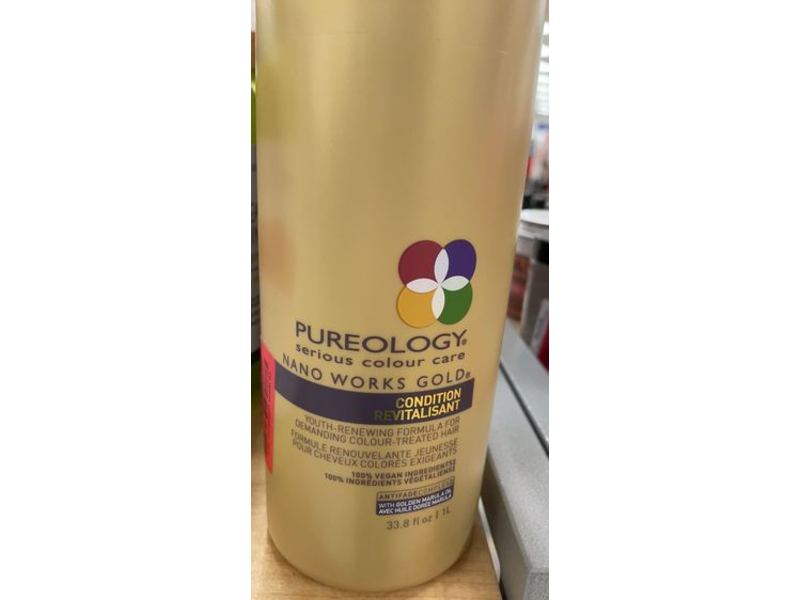 PUREOLOGY®
serious colour care
NANO WORKS GOLD®
CONDITION
REVITALISANT
YOUTH-RENEWING FORMULA FOR
DEMANDING COLOUR-TREATED HAIR
FORMULE RENOUVELANTE JEUNESSE
POUR CHEVEUX COLORÉS EXIGEANTS
100% VEGAN INGREDIENTS‡
100% INGRÉDIENTS VÉGÉTALIENS‡
ANTIFADECOMPLEX®
WITH GOLDEN MARULA OIL
AVEC HUILE DORÉE MARULA
33.8 fl oz | 1L